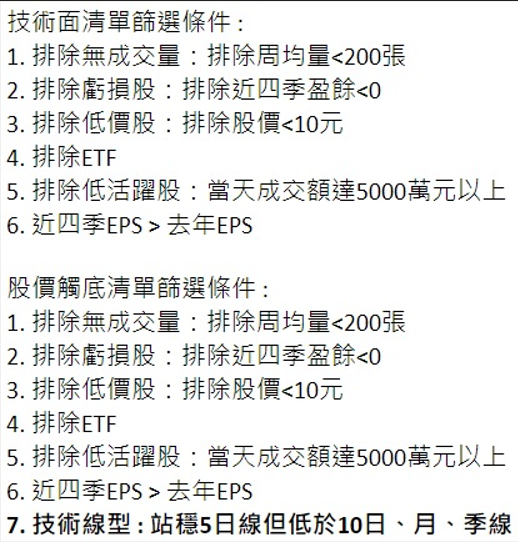 技術面清單篩選條件 :
1. 排除無成交量：排除周均量<200張
2. 排除虧損股：排除近四季盈餘<0
3. 排除低價股：排除股價<10元
4. 排除ETF
5. 排除低活躍股：當天成交額達5000萬元以上
6. 近四季EPS > 去年EPS
股價觸底清單篩選條件 :
1. 排除無成交量：排除周均量<200張
2. 排除虧損股：排除近四季盈餘<0
3. 排除低價股：排除股價<10元
4. 排除ETF
5. 排除低活躍股：當天成交額達5000萬元以上
6. 近四季EPS > 去年EPS
7. 技術線型 : 站穩5日線但低於10日、月、季線